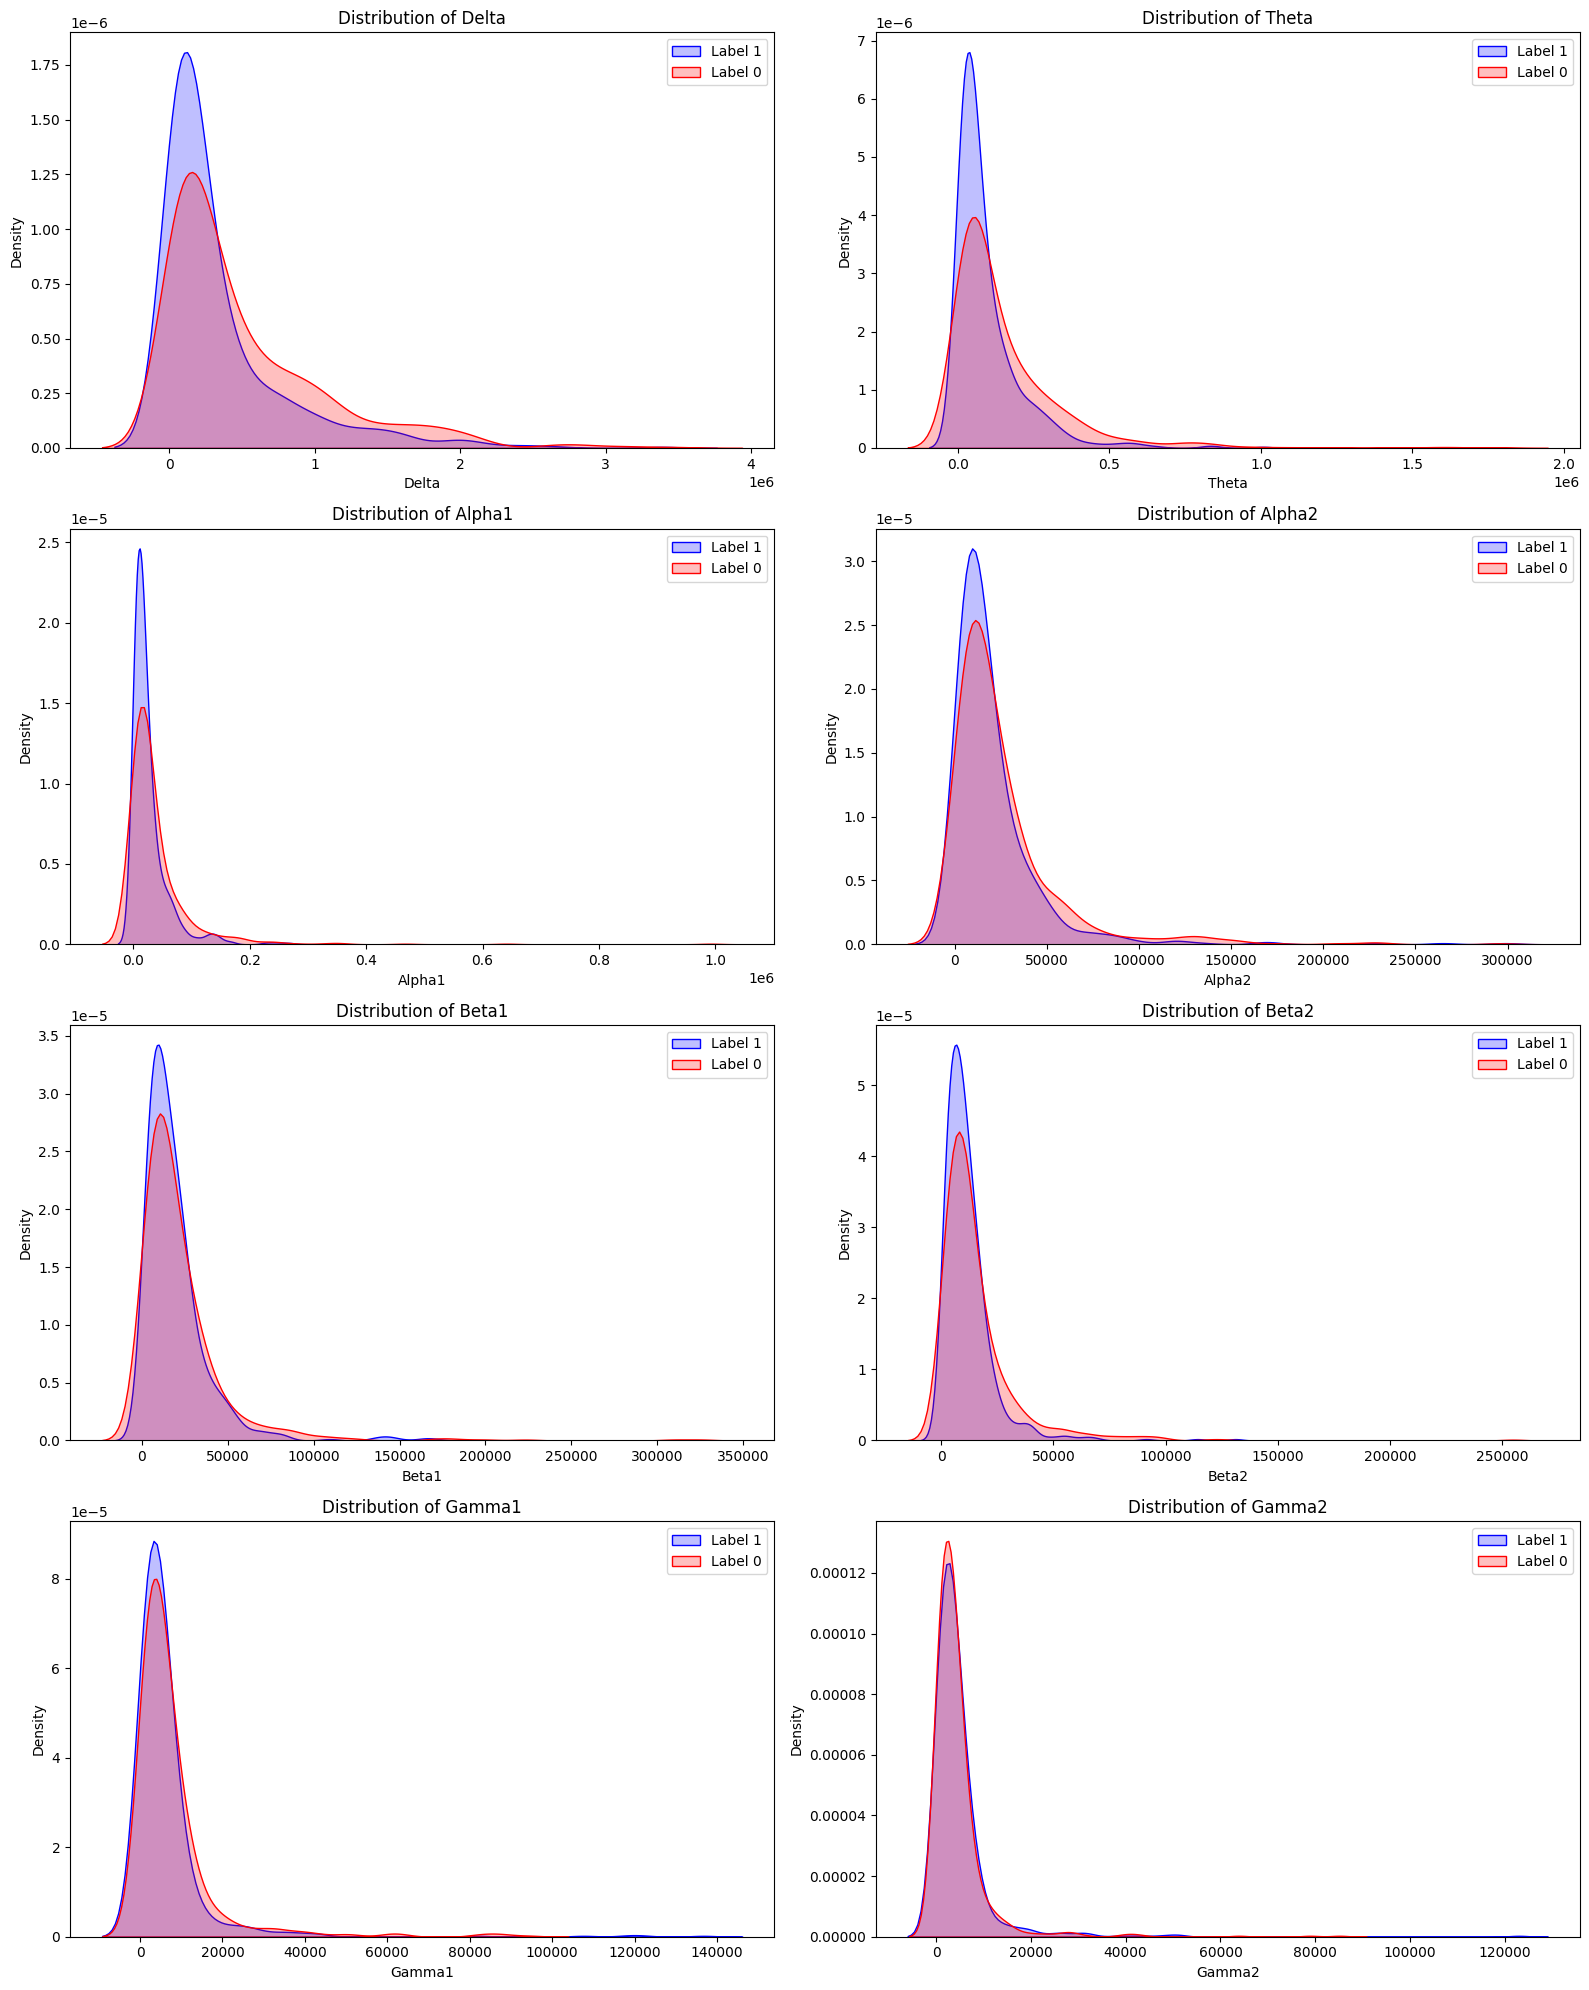 Distribution of Delta
1e−6
1.75
1.50
1.25
1.00
0.75
0.50
0.25
0.00
Density
0
1
2
3
4
1e6
Delta
Label 1
Label 0
Distribution of Theta
1e−6
7
6
5
4
3
2
1
0
Density
0.0
0.5
1.0
1.5
2.0
1e6
Theta
Label 1
Label 0
Distribution of Alpha1
1e−5
2.5
2.0
1.5
1.0
0.5
0.0
Density
0.0
0.2
0.4
0.6
0.8
1.0
1e6
Alpha1
Label 1
Label 0
Distribution of Alpha2
1e−5
3.0
2.5
2.0
1.5
1.0
0.5
0.0
Density
0
50000
100000
150000
200000
250000
300000
Alpha2
Label 1
Label 0
Distribution of Beta1
1e−5
3.5
3.0
2.5
2.0
1.5
1.0
0.5
0.0
Density
0
50000
100000
150000
200000
250000
300000
350000
Beta1
Label 1
Label 0
Distribution of Beta2
1e−5
5
4
3
2
1
0
Density
0
50000
100000
150000
200000
250000
Beta2
Label 1
Label 0
Distribution of Gamma1
1e−5
8
6
4
2
0
Density
0
20000
40000
60000
80000
100000
120000
140000
Gamma1
Label 1
Label 0
Distribution of Gamma2
0.00012
0.00010
0.00008
0.00006
0.00004
0.00002
0.00000
Density
0
20000
40000
60000
80000
100000
120000
Gamma2
Label 1
Label 0